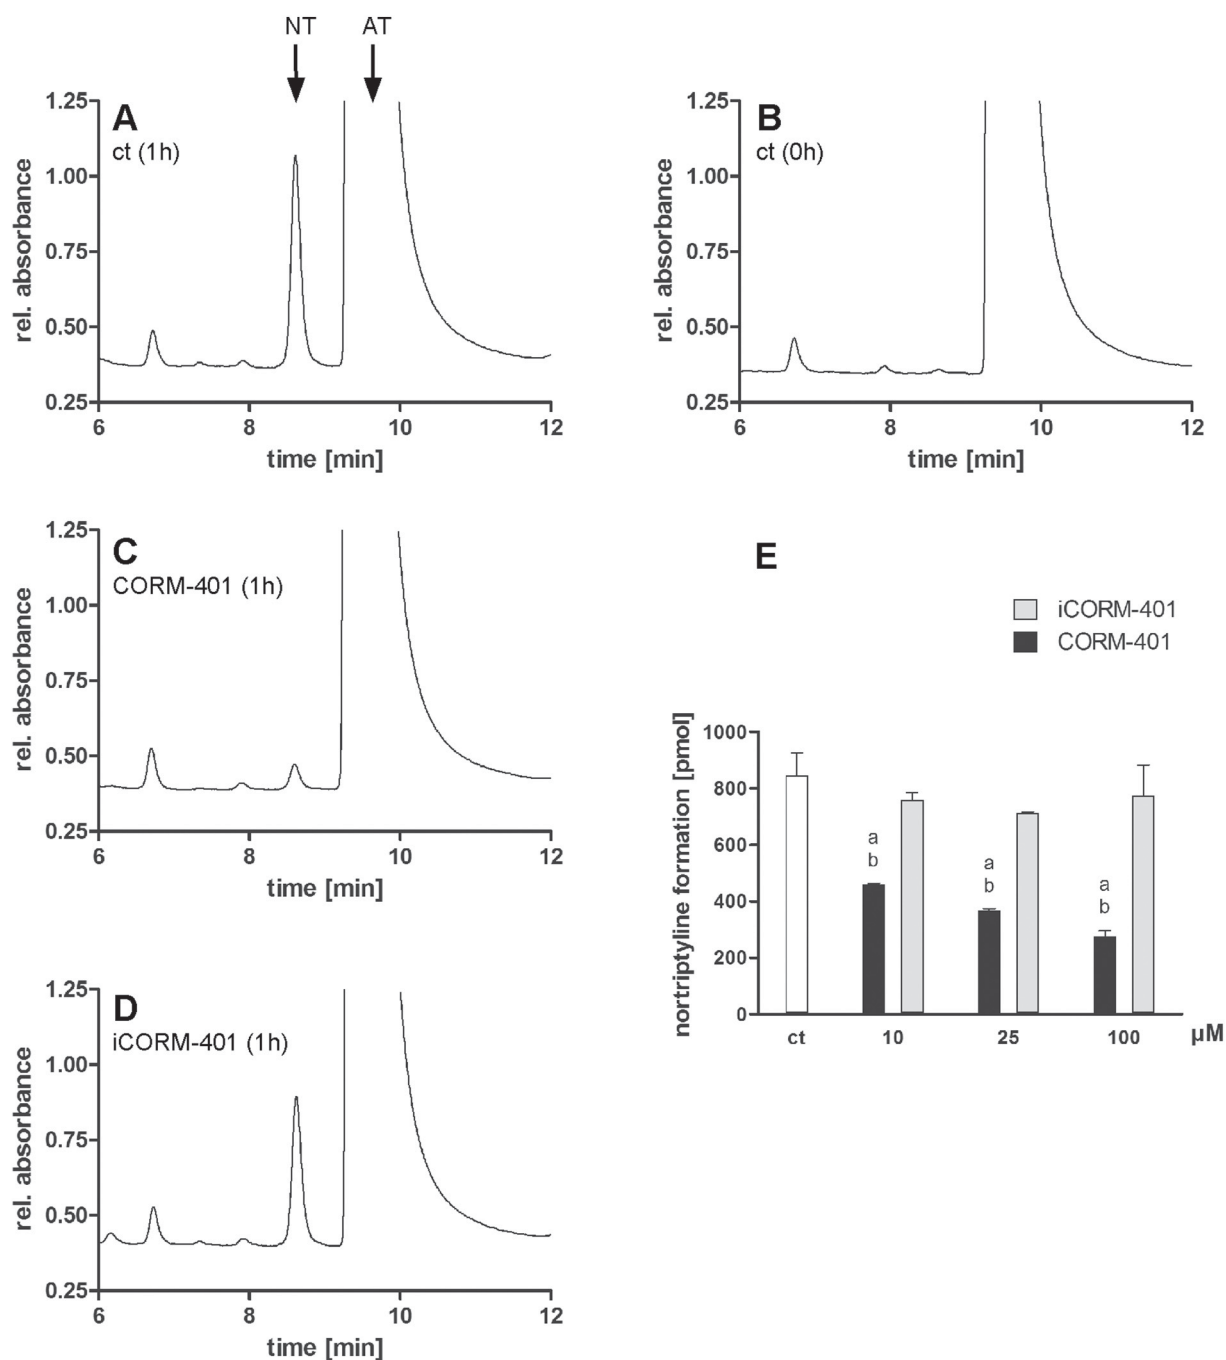 NT AT
A
ct (1h)
1.25
1.00
0.75
0.50
0.25
rel. absorbance
6 8 10 12
time [min]
B
ct (0h)
1.25
1.00
0.75
0.50
0.25
rel. absorbance
6 8 10 12
time [min]
C
CORM-401 (1h)
1.25
1.00
0.75
0.50
0.25
rel. absorbance
6 8 10 12
time [min]
D
iCORM-401 (1h)
1.25
1.00
0.75
0.50
0.25
rel. absorbance
6 8 10 12
time [min]
E
iCORM-401
CORM-401
nortriptyline formation [pmol]
1000
800
600
400
200
0
a
b
a
b
a
b
ct 10 25 100 µM